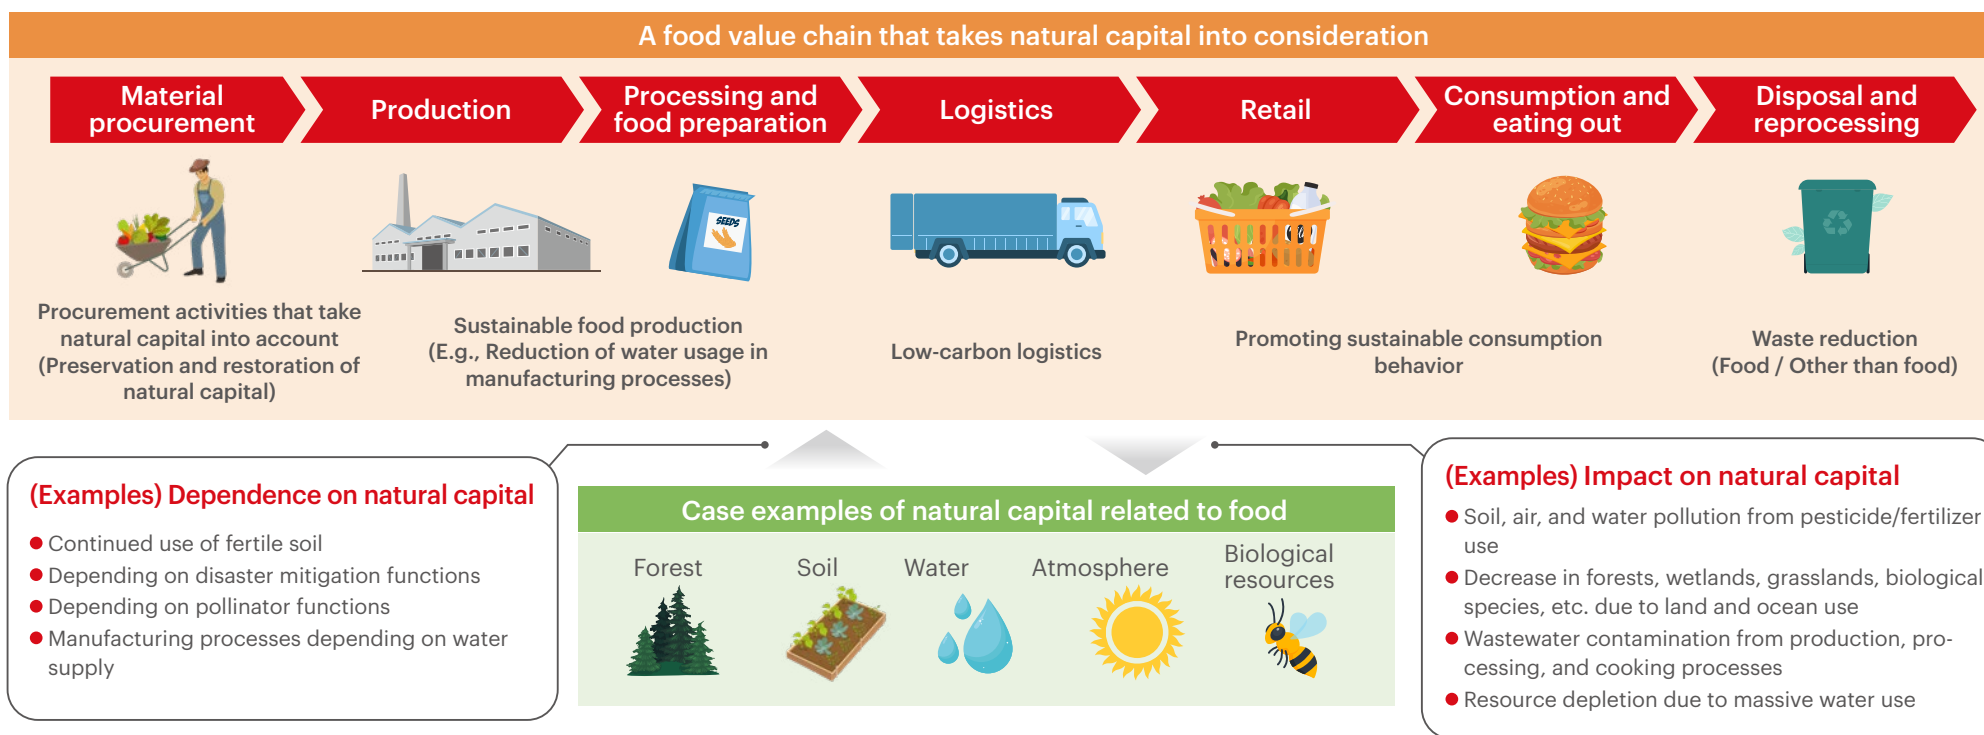 A food value chain that takes natural capital into consideration
Material
procurement
Production
Processing and
food preparation
Logistics
Retail
Consumption and
eating out
Disposal and
reprocessing
SEEDS
Procurement activities that take
natural capital into account
(Preservation and restoration of
natural capital)
Sustainable food production
(E.g., Reduction of water usage in
manufacturing processes)
Low-carbon logistics
Promoting sustainable consumption
behavior
Waste reduction
(Food / Other than food)
(Examples) Dependence on natural capital
Continued use of fertile soil
Depending on disaster mitigation functions
Depending on pollinator functions
Manufacturing processes depending on water
supply
Case examples of natural capital related to food
Forest
Soil
Water
Atmosphere
Biological
resources
(Examples) Impact on natural capital
Soil, air, and water pollution from pesticide/fertilizer
use
Decrease in forests, wetlands, grasslands, biological
species, etc. due to land and ocean use
Wastewater contamination from production, pro-
cessing, and cooking processes
Resource depletion due to massive water use